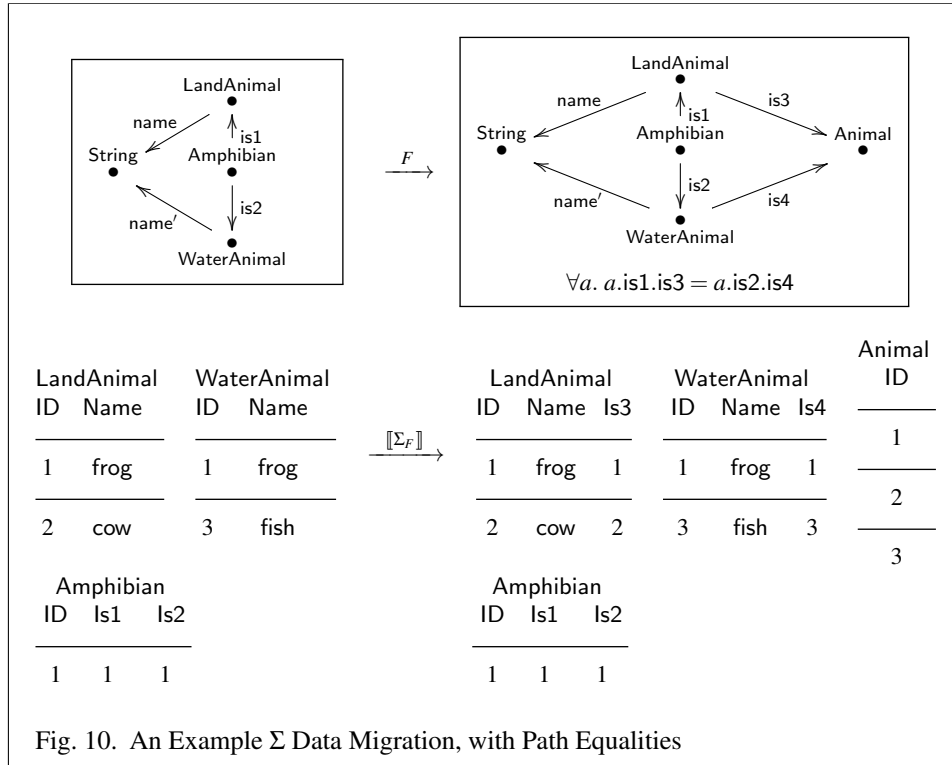 LandAnimal
name
is1
String
Amphibian
is2
name′
WaterAnimal
F
LandAnimal
name
is3
is1
String
Amphibian
Animal
is2
name′
is4
WaterAnimal
∀a. a.is1.is3 = a.is2.is4
LandAnimal
ID Name
1 frog
2 cow
WaterAnimal
ID Name
1 frog
3 fish
Amphibian
ID Is1 Is2
1 1 1
⟦Σ_F⟧
LandAnimal
ID Name Is3
1 frog 1
2 cow 2
WaterAnimal
ID Name Is4
1 frog 1
3 fish 3
Animal
ID
1
2
3
Amphibian
ID Is1 Is2
1 1 1
Fig. 10. An Example Σ Data Migration, with Path Equalities